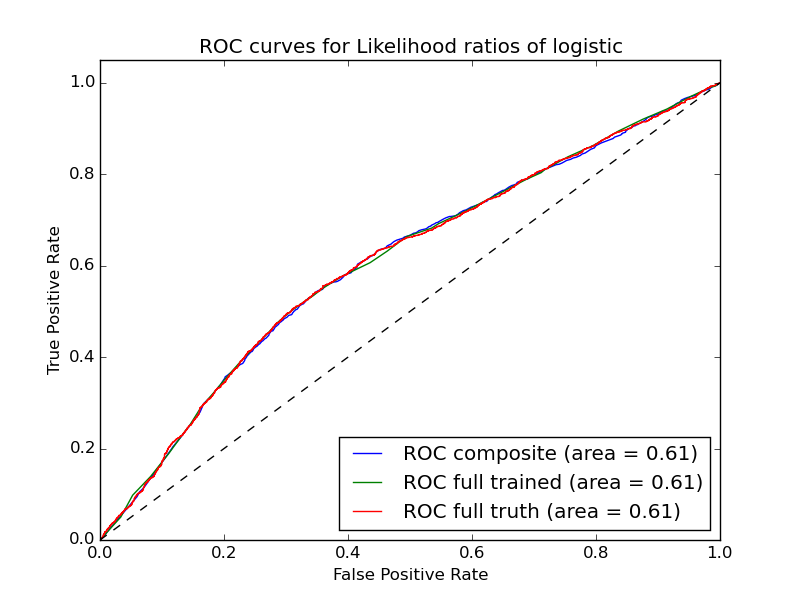 ROC curves for Likelihood ratios of logistic
True Positive Rate
1.0
0.8
0.6
0.4
0.2
0.0
ROC composite (area = 0.61)
ROC full trained (area = 0.61)
ROC full truth (area = 0.61)
0.0 0.2 0.4 0.6 0.8 1.0
False Positive Rate